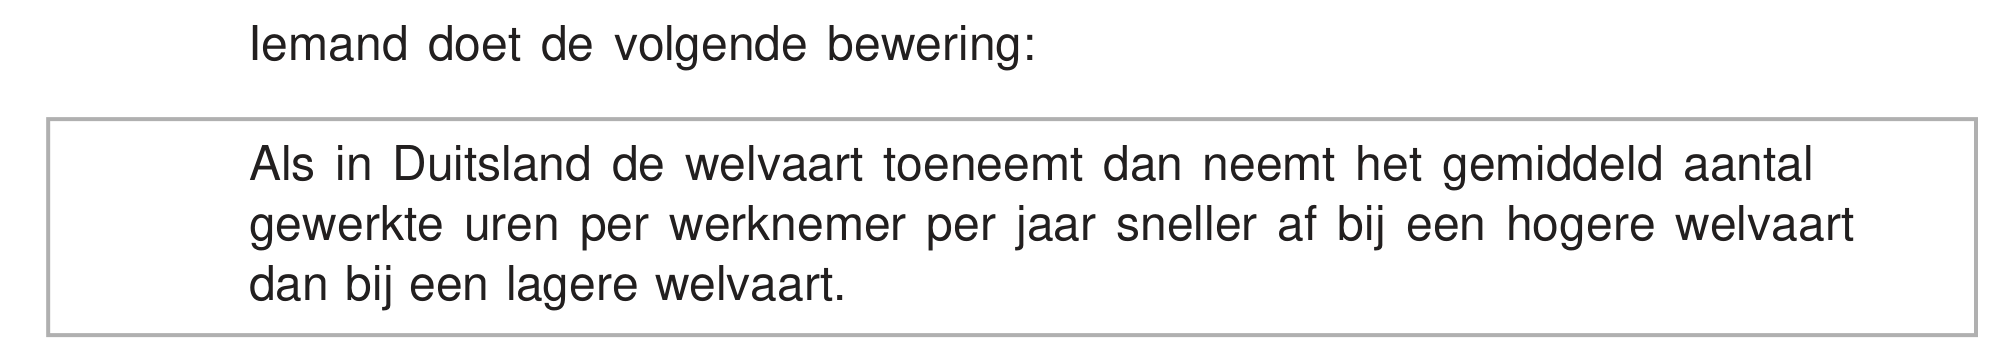 Iemand doet de volgende bewering:
Als in Duitsland de welvaart toeneemt dan neemt het gemiddeld aantal
gewerkte uren per werknemer per jaar sneller af bij een hogere welvaart
dan bij een lagere welvaart.